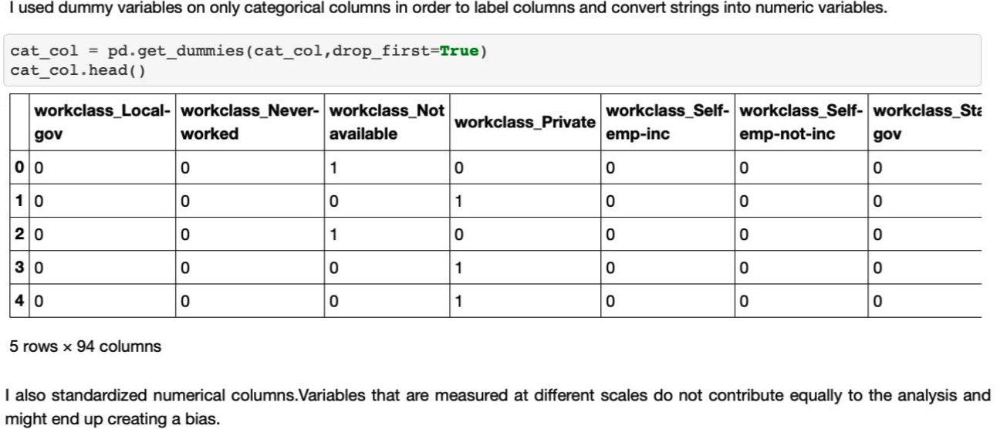 I used dummy variables on only categorical columns in order to label columns and convert strings into numeric variables.
cat_col = pd.get_dummies(cat_col,drop_first=True)
cat_col.head()
workclass_Local-gov workclass_Never-worked workclass_Not available workclass_Private workclass_Self-emp-inc workclass_Self-emp-not-inc workclass_Sta gov
0 0 0 1 0 0 0 0
1 0 0 0 1 0 0 0
2 0 0 1 0 0 0 0
3 0 0 0 1 0 0 0
4 0 0 0 1 0 0 0
5 rows × 94 columns
I also standardized numerical columns.Variables that are measured at different scales do not contribute equally to the analysis and
might end up creating a bias.